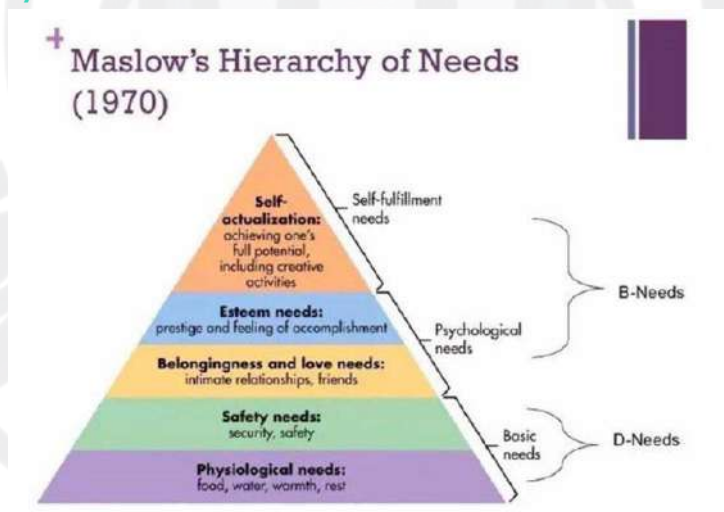 +
Maslow's Hierarchy of Needs
(1970)
Self-
actualization:
achieving one's
full potential,
including creative
activities
Self-fulfillment
needs
Esteem needs:
prestige and feeling of accomplishment
Belongingness and love needs:
intimate relationships, friends
Psychological
needs
B-Needs
Safety needs:
security, safety
Physiological needs:
food, water, warmth, rest
Basic
needs
D-Needs